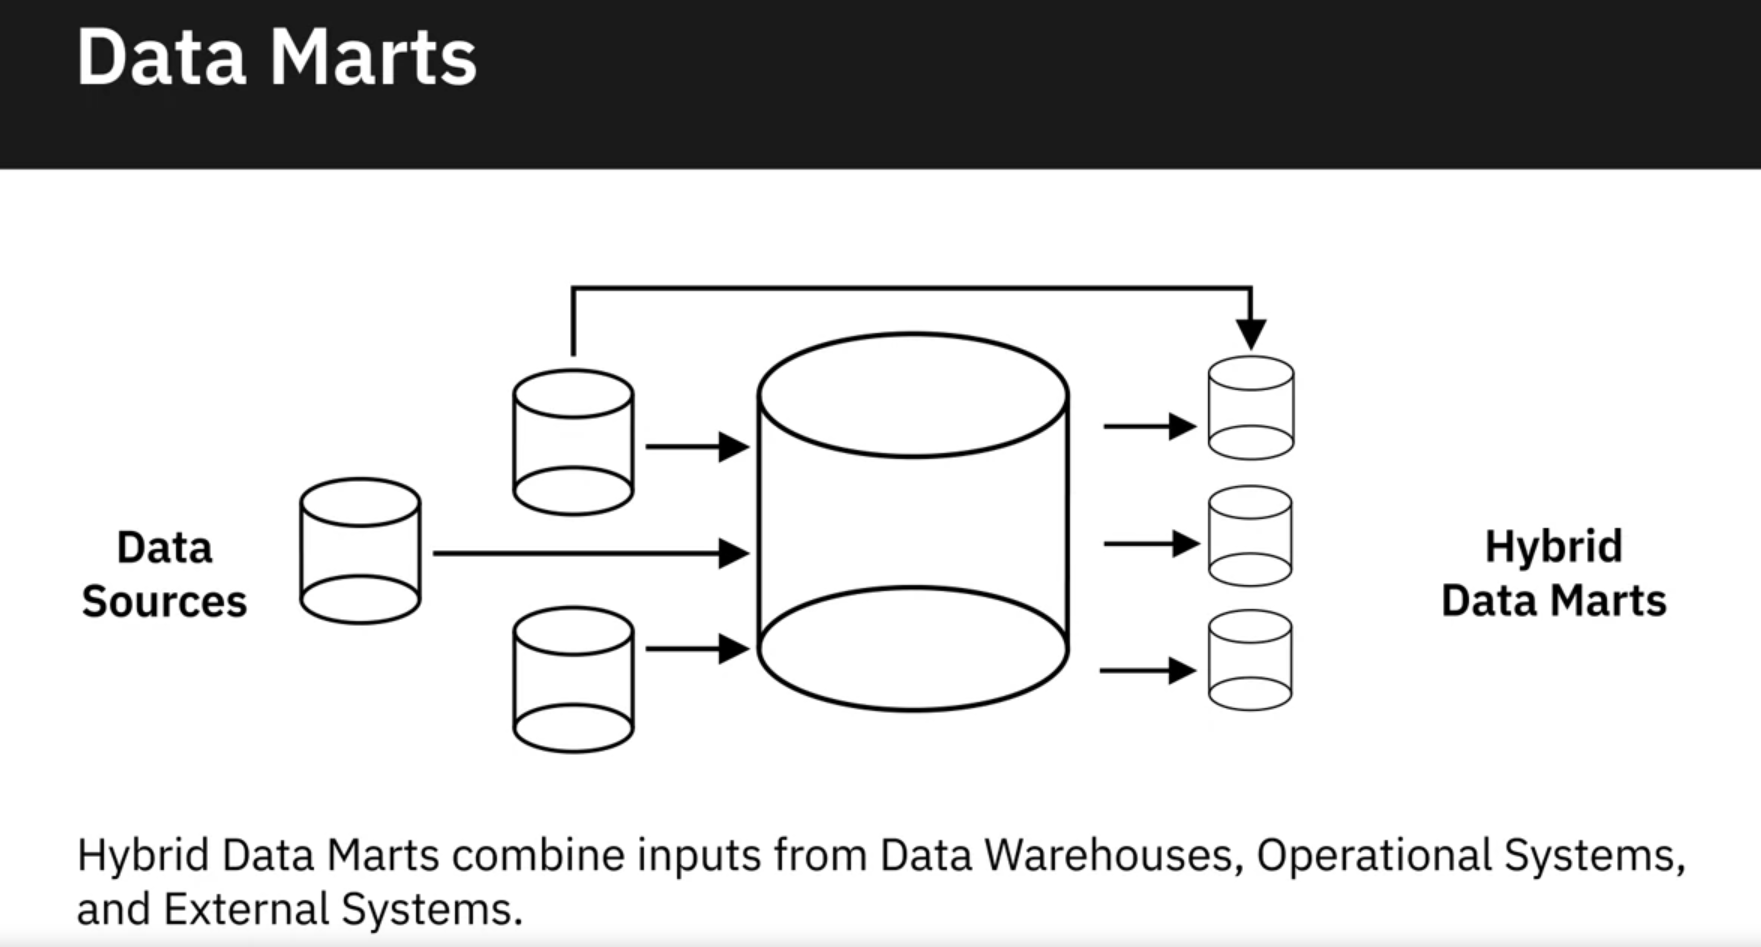 Data Marts
Data
Sources
Hybrid
Data Marts
Hybrid Data Marts combine inputs from Data Warehouses, Operational Systems,
and External Systems.